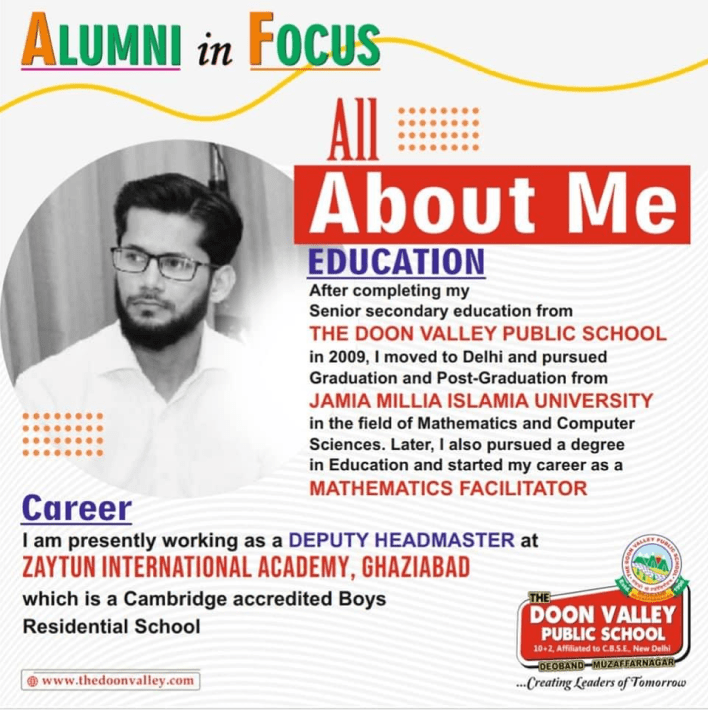 ALUMNI in FOCUS
All
About Me
EDUCATION
After completing my
Senior secondary education from
THE DOON VALLEY PUBLIC SCHOOL
in 2009, I moved to Delhi and pursued
Graduation and Post-Graduation from
JAMIA MILLIA ISLAMIA UNIVERSITY
in the field of Mathematics and Computer
Sciences. Later, I also pursued a degree
in Education and started my career as a
MATHEMATICS FACILITATOR
Career
I am presently working as a DEPUTY HEADMASTER at
ZAYTUN INTERNATIONAL ACADEMY, GHAZIABAD
which is a Cambridge accredited Boys
Residential School
THE DOON VALLEY PUBLIC SCHOOL
THE
DOON VALLEY
PUBLIC SCHOOL
10+2, Affiliated to C.B.S.E., New Delhi
DEOBAND MUZAFFARNAGAR
...Creating Leaders of Tomorrow
www.thedoonvalley.com